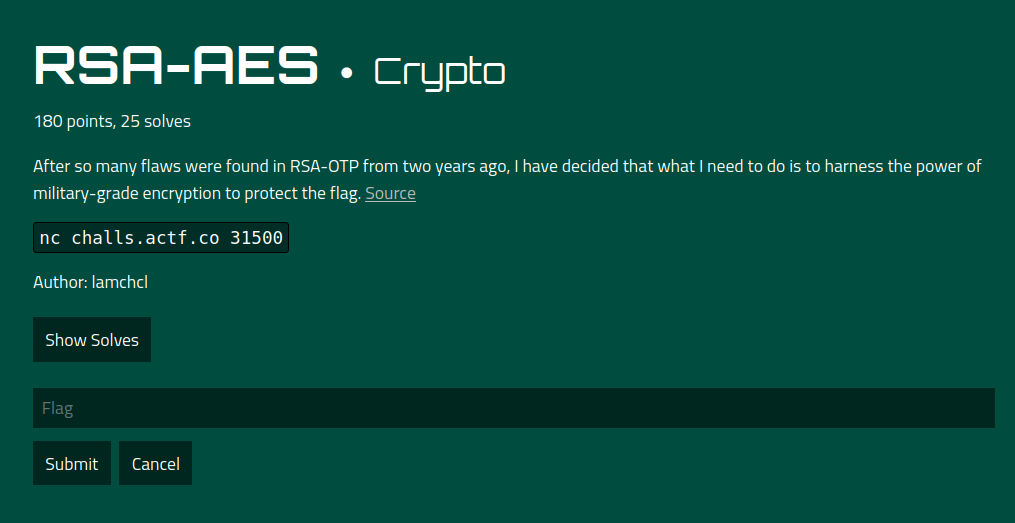 RSA-AES • Crypto
180 points, 25 solves
After so many flaws were found in RSA-OTP from two years ago, I have decided that what I need to do is to harness the power of
military-grade encryption to protect the flag. Source
nc challs.actf.co 31500
Author: lamchcl
Show Solves
Flag
Submit Cancel